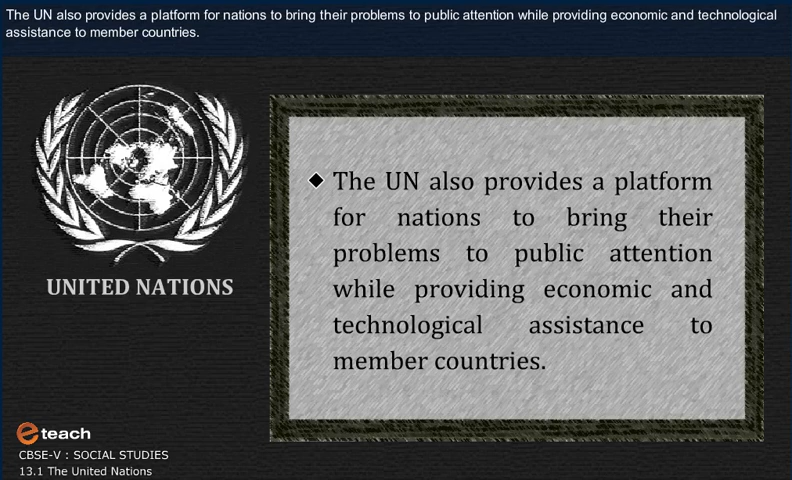 The UN also provides a platform for nations to bring their problems to public attention while providing economic and technological
assistance to member countries.
UNITED NATIONS
◆ The UN also provides a platform
for nations to bring their
problems to public attention
while providing economic and
technological assistance to
member countries.
e teach
CBSE-V : SOCIAL STUDIES
13.1 The United Nations